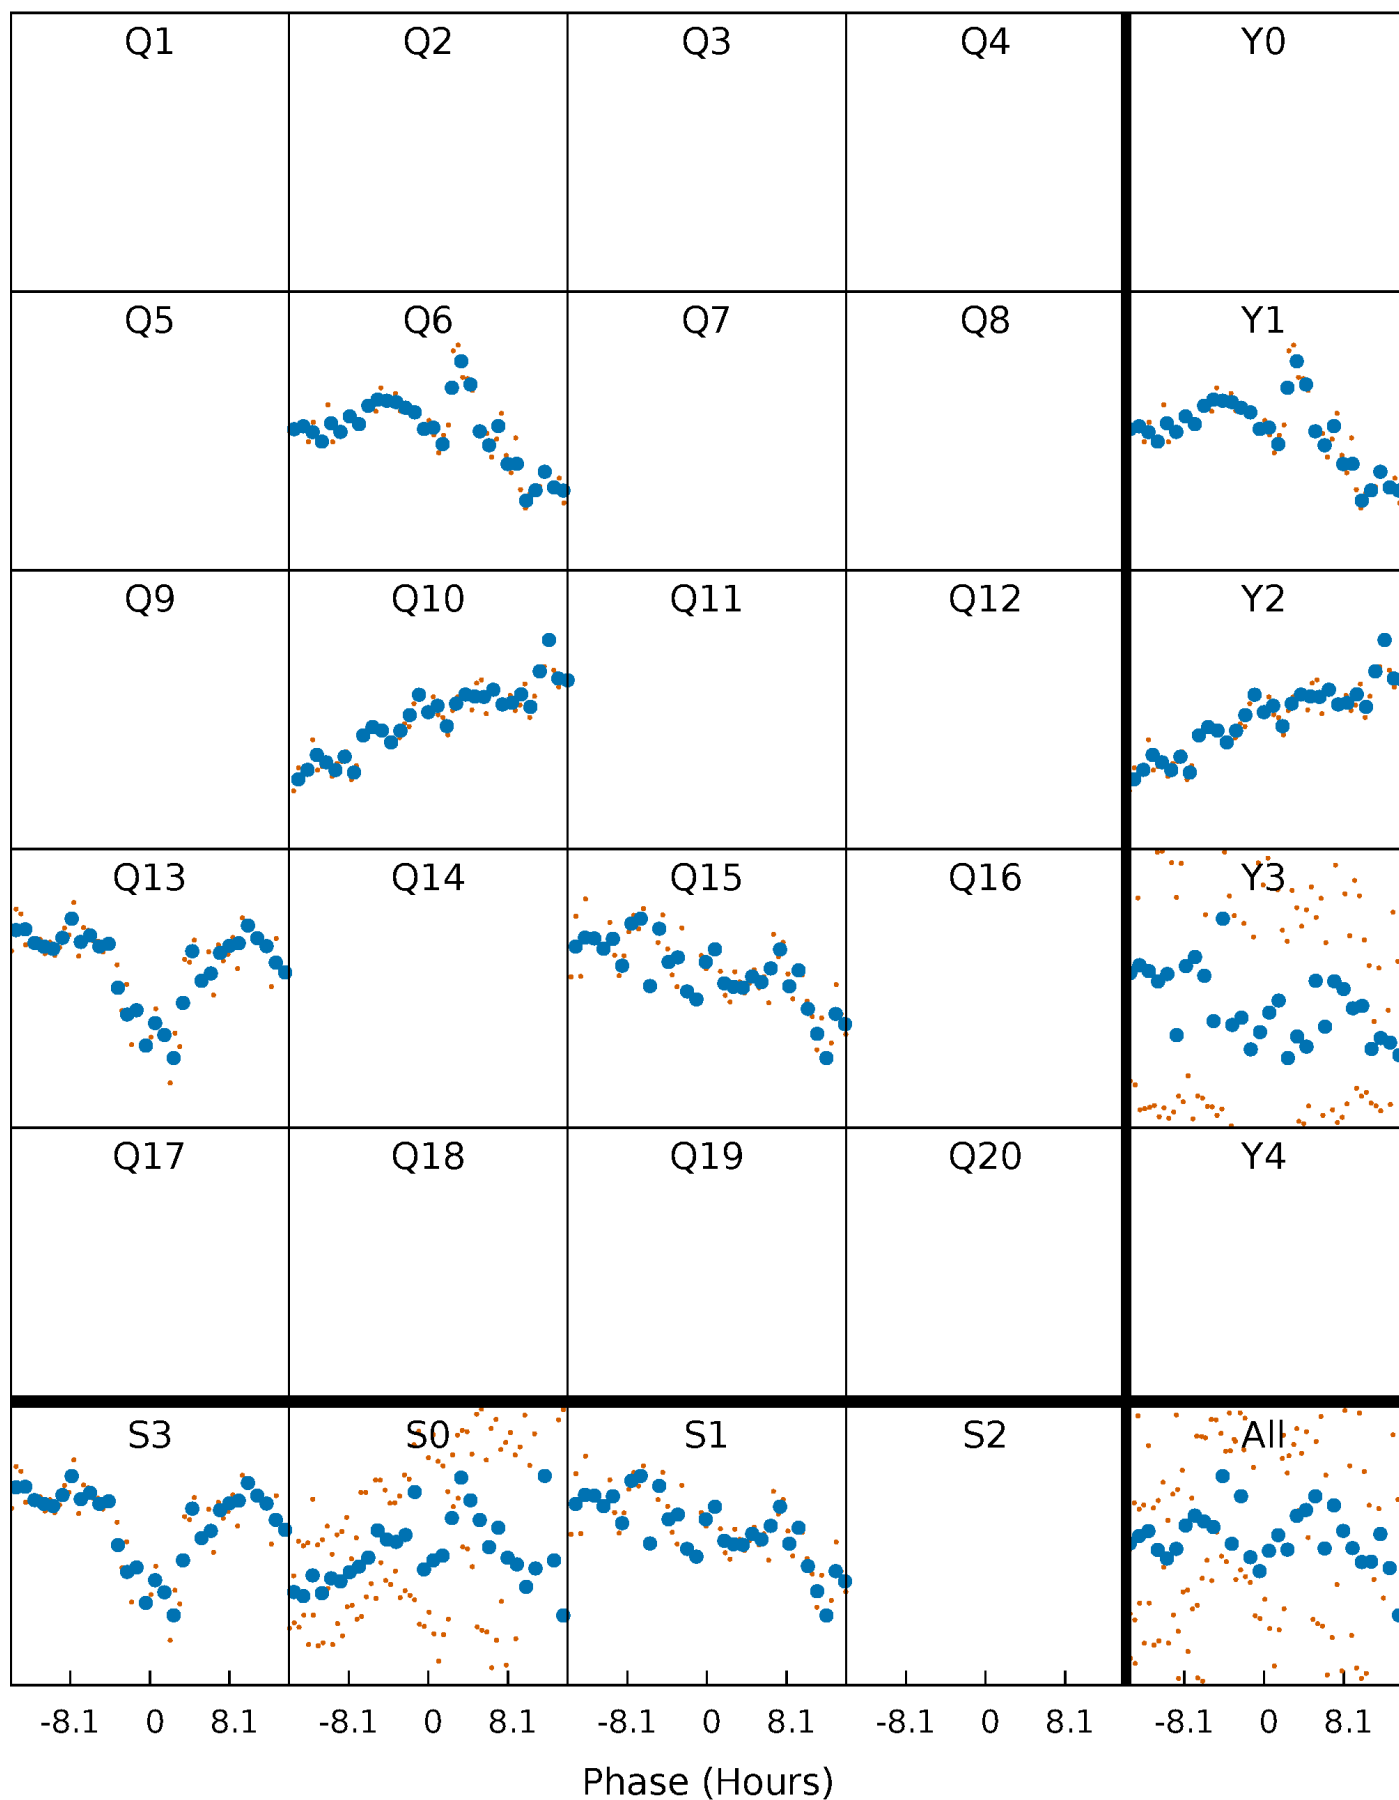 Q1 Q2 Q3 Q4 Y0
Q5 Q6 Q7 Q8 Y1
Q9 Q10 Q11 Q12 Y2
Q13 Q14 Q15 Q16 Y3
Q17 Q18 Q19 Q20 Y4
S3 S0 S1 S2 All
-8.1 0 8.1 -8.1 0 8.1 -8.1 0 8.1 -8.1 0 8.1 -8.1 0 8.1
Phase (Hours)